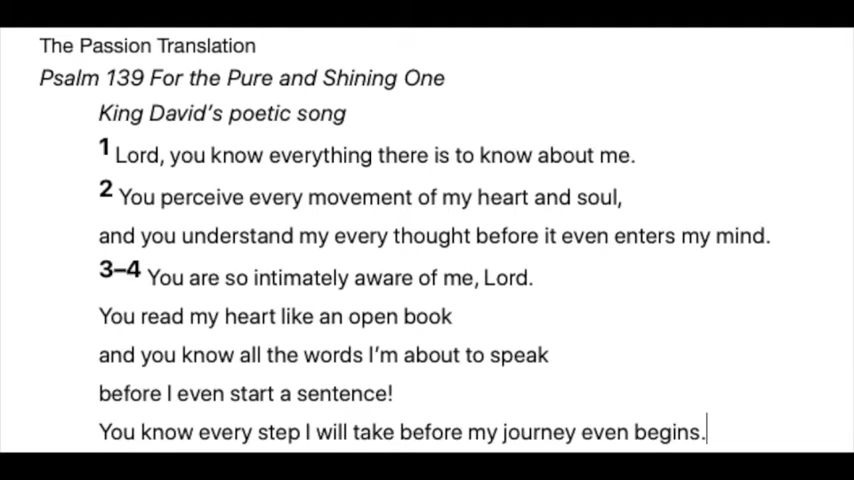 The Passion Translation
Psalm 139 For the Pure and Shining One
King David's poetic song
1 Lord, you know everything there is to know about me.
2 You perceive every movement of my heart and soul,
and you understand my every thought before it even enters my mind.
3–4 You are so intimately aware of me, Lord.
You read my heart like an open book
and you know all the words I'm about to speak
before I even start a sentence!
You know every step I will take before my journey even begins.